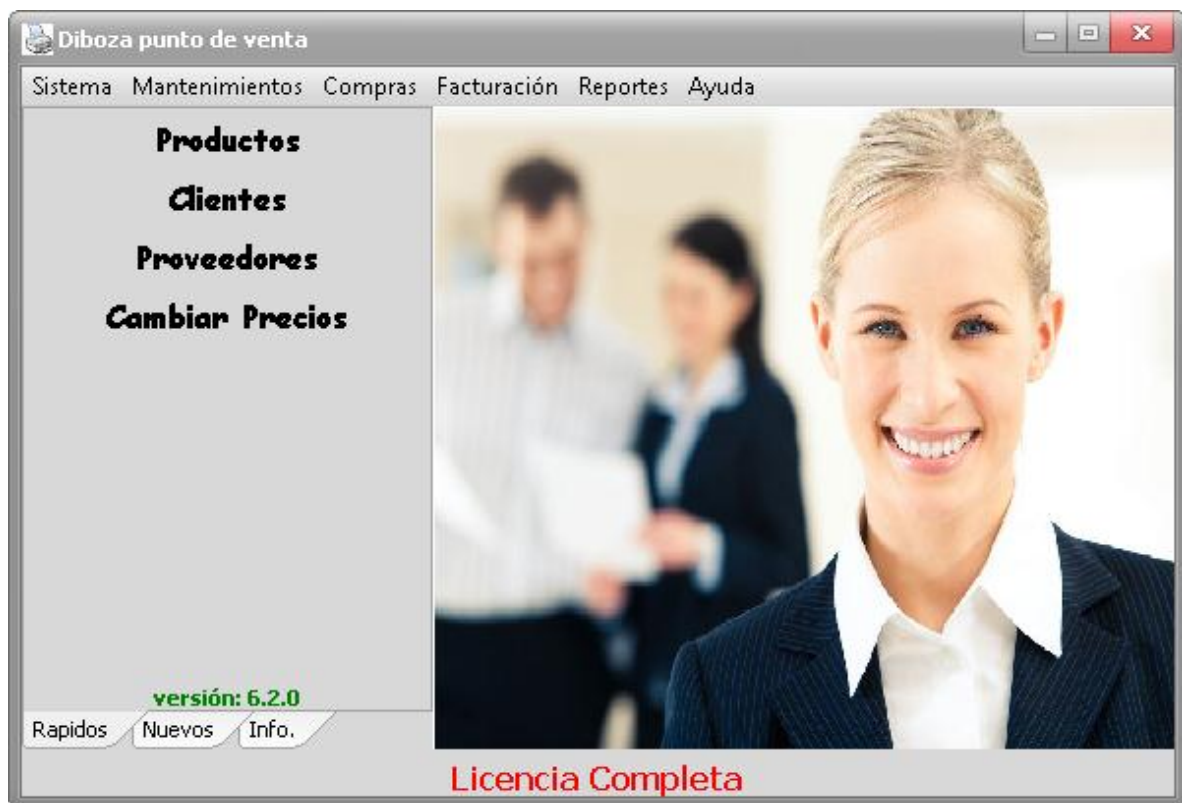 Diboza punto de venta
Sistema Mantenimientos Compras Facturación Reportes Ayuda
Productos
Clientes
Proveedores
Cambiar Precios
versión: 6.2.0
Rapidos Nuevos Info.
Licencia Completa